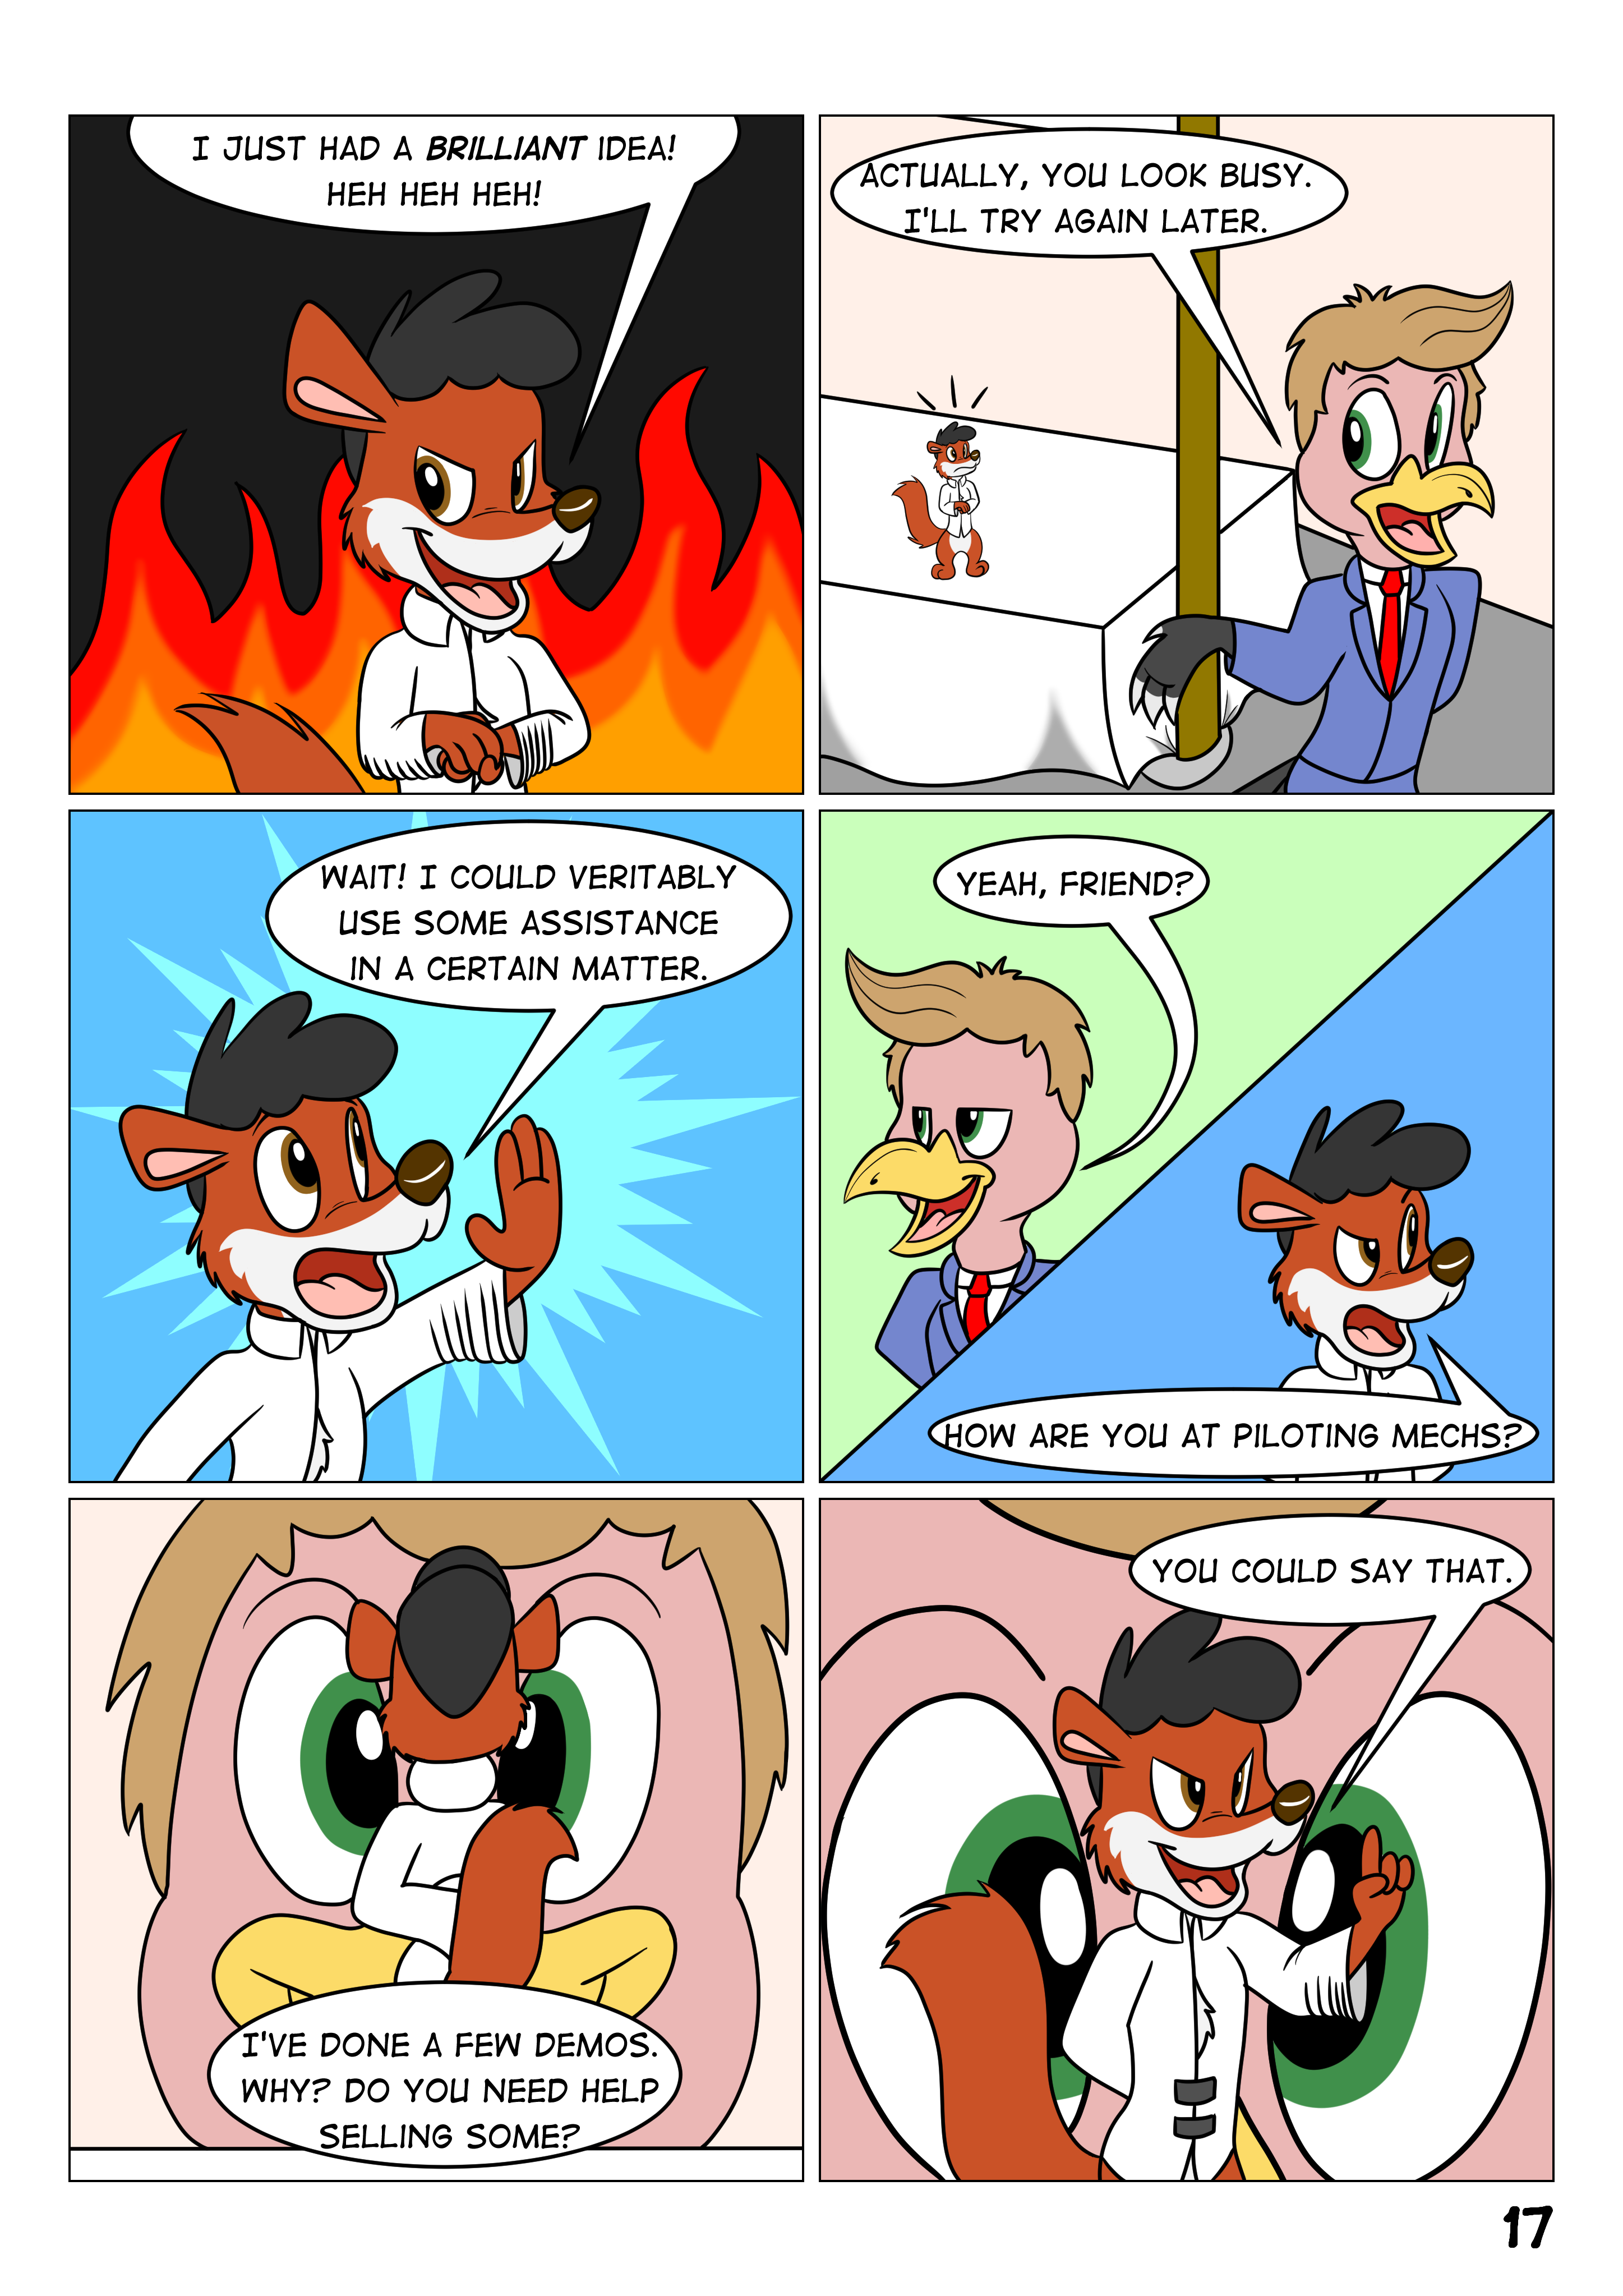 I JUST HAD A BRILLIANT IDEA!
HEH HEH HEH!
ACTUALLY, YOU LOOK BUSY.
I'LL TRY AGAIN LATER.
WAIT! I COULD VERITABLY
USE SOME ASSISTANCE
IN A CERTAIN MATTER.
YEAH, FRIEND?
HOW ARE YOU AT PILOTING MECHS?
I'VE DONE A FEW DEMOS.
WHY? DO YOU NEED HELP
SELLING SOME?
YOU COULD SAY THAT.
17